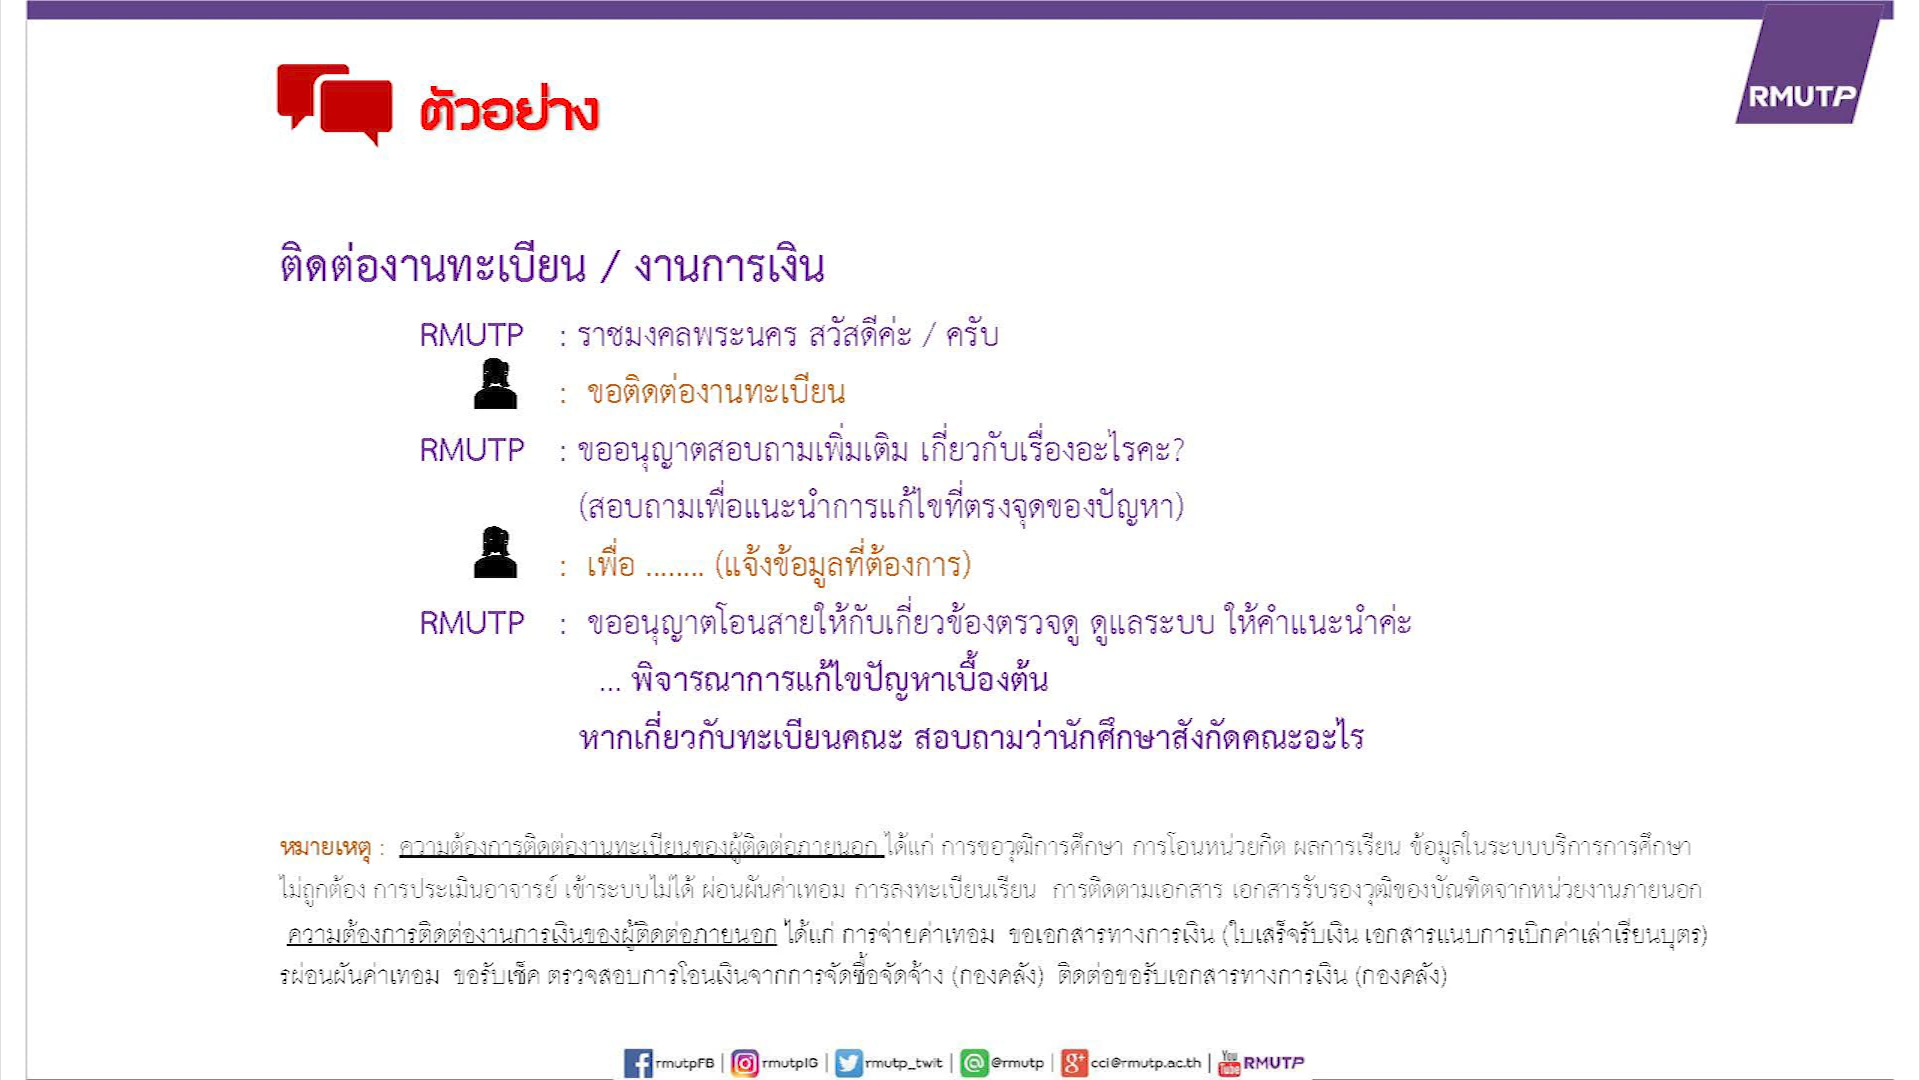 RMUTP
ตัวอย่าง
ติดต่องานทะเบียน / งานการเงิน
RMUTP : ราชมงคลพระนคร สวัสดีค่ะ / ครับ
: ขอติดต่องานทะเบียน
RMUTP : ขออนุญาตสอบถามเพิ่มเติม เกี่ยวกับเรื่องอะไรคะ?
(สอบถามเพื่อแนะนำการแก้ไขที่ตรงจุดของปัญหา)
: เพื่อ ........ (แจ้งข้อมูลที่ต้องการ)
RMUTP : ขออนุญาตโอนสายให้กับเกี่ยวข้องตรวจดู ดูแลระบบ ให้คำแนะนำค่ะ
... พิจารณาการแก้ไขปัญหาเบื้องต้น
หากเกี่ยวกับทะเบียนคณะ สอบถามว่านักศึกษาสังกัดคณะอะไร
หมายเหตุ : ความต้องการติดต่องานทะเบียนของผู้ติดต่อภายนอก ได้แก่ การขอวุฒิการศึกษา การโอนหน่วยกิต ผลการเรียน ข้อมูลในระบบบริการการศึกษา
ไม่ถูกต้อง การประเมินอาจารย์ เข้าระบบไม่ได้ ผ่อนผันค่าเทอม การลงทะเบียนเรียน การติดตามเอกสาร เอกสารรับรองวุฒิของบัณฑิตจากหน่วยงานภายนอก
ความต้องการติดต่องานการเงินของผู้ติดต่อภายนอก ได้แก่ การจ่ายค่าเทอม ขอเอกสารทางการเงิน (ใบเสร็จรับเงิน เอกสารแนบการเบิกค่าเล่าเรียนบุตร)
รผ่อนผันค่าเทอม ขอรับเช็ค ตรวจสอบการโอนเงินจากการจัดซื้อจัดจ้าง (กองคลัง) ติดต่อขอรับเอกสารทางการเงิน (กองคลัง)
rmutpFB | rmutpIG | rmutp_twit | @rmutp | cci@rmutp.ac.th | You Tube RMUTP